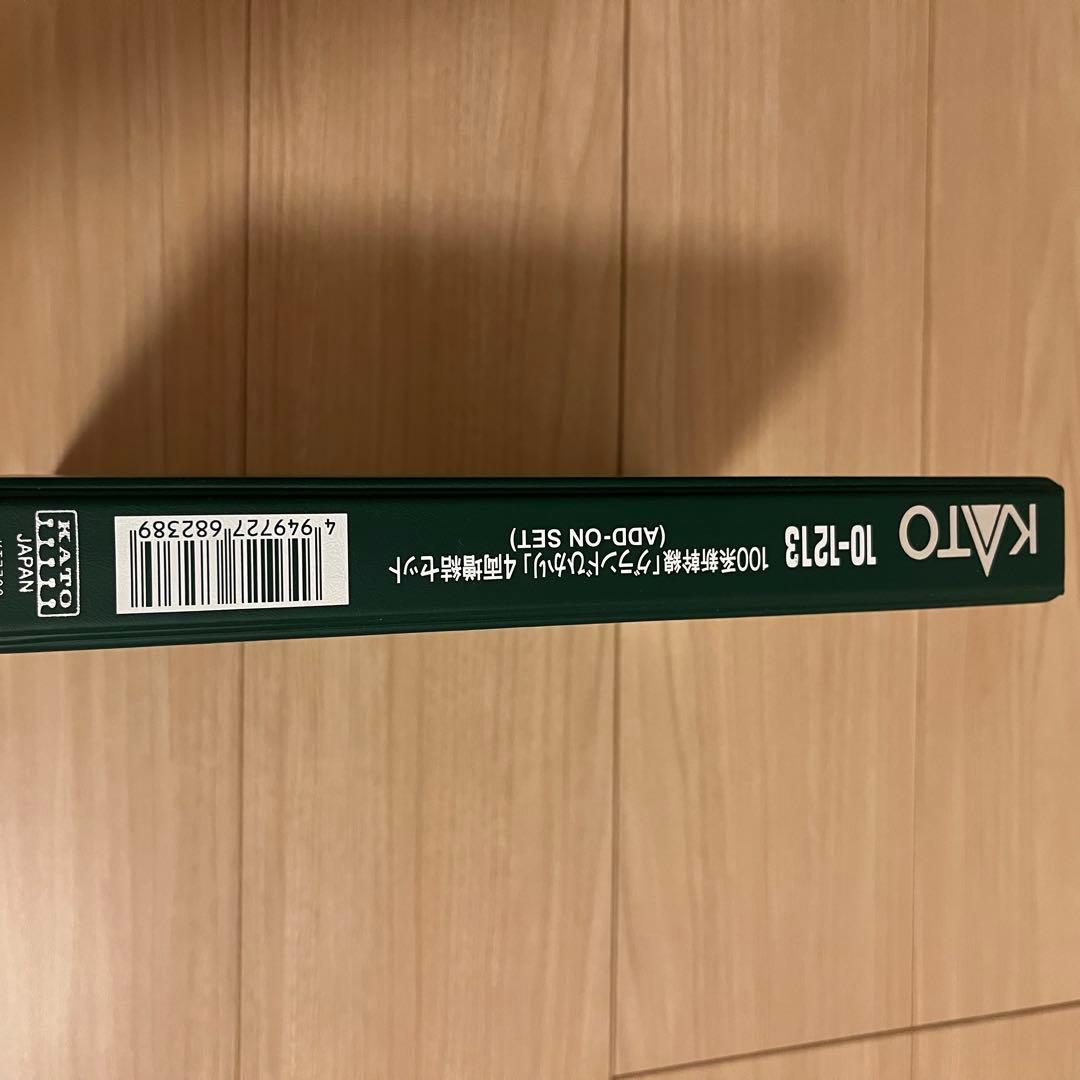 KATO
10-1213
100系新幹線「グランドひかり」4両増結セット
(ADD-ON SET)
4 949727 682389
KATO
JAPAN